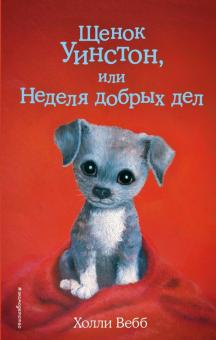 Щенок
Уинстон,
или
Неделя добрых дел
Холли Вебб